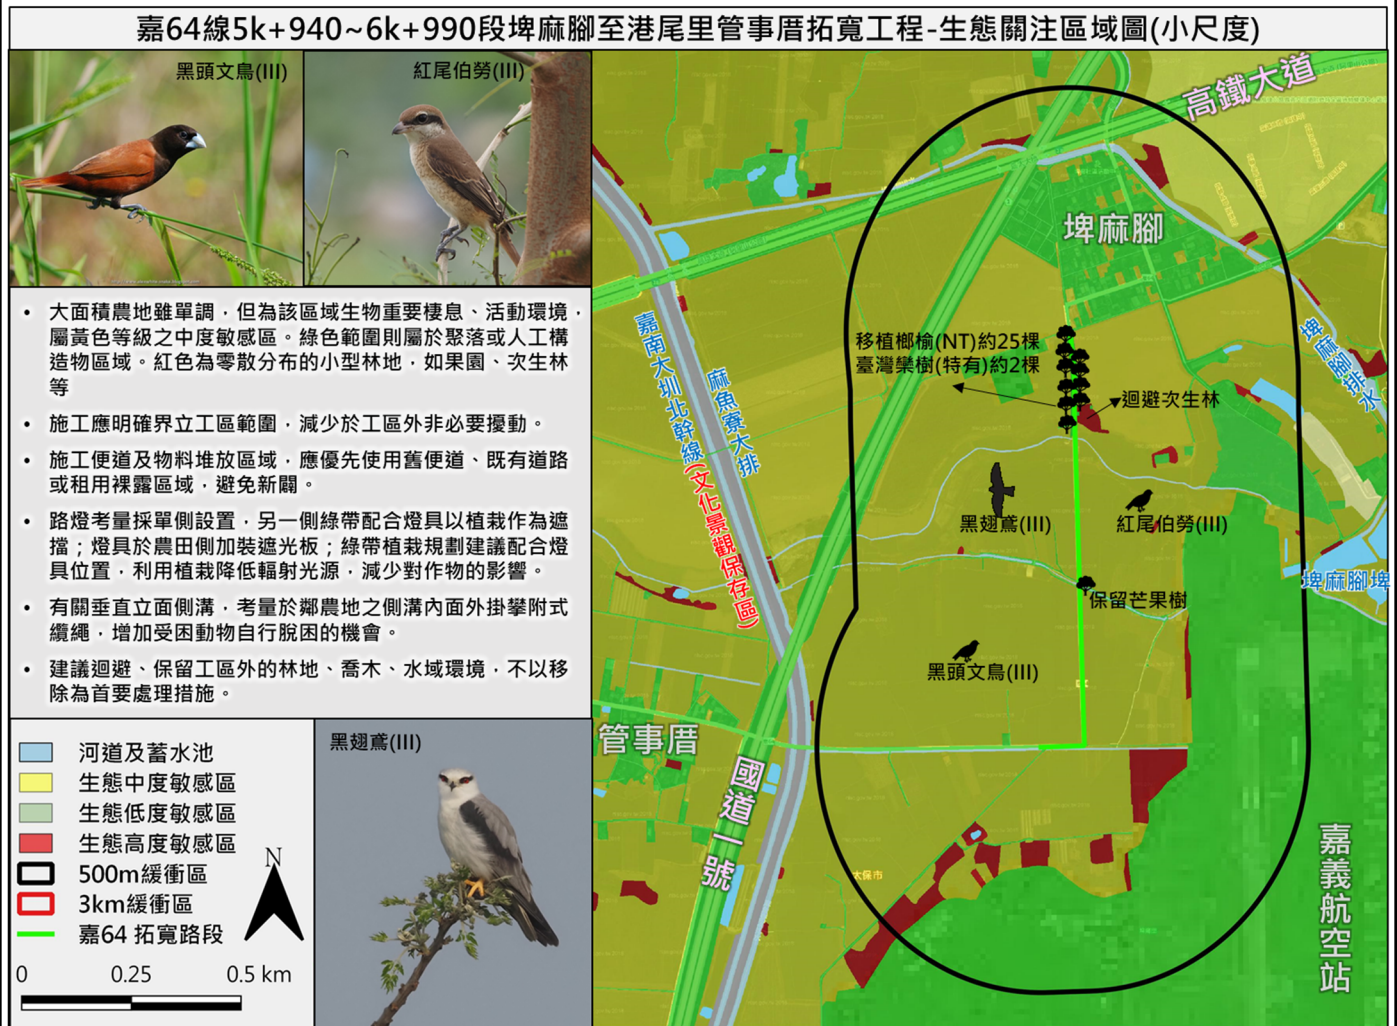 嘉64線5k+940~6k+990段埤麻腳至港尾里管事厝拓寬工程-生態關注區域圖(小尺度)
黑頭文鳥(III)
紅尾伯勞(III)
• 大面積農地雖單調，但為該區域生物重要棲息、活動環境，
屬黃色等級之中度敏感區。綠色範圍則屬於聚落或人工構
造物區域。紅色為零散分布的小型林地，如果園、次生林
等
• 施工應明確界立工區範圍，減少於工區外非必要擾動。
• 施工便道及物料堆放區域，應優先使用舊便道、既有道路
或租用裸露區域，避免新闢。
• 路燈考量採單側設置，另一側綠帶配合燈具以植栽作為遮
擋；燈具於農田側加裝遮光板；綠帶植栽規劃建議配合燈
具位置，利用植栽降低輻射光源，減少對作物的影響。
• 有關垂直立面側溝，考量於鄰農地之側溝內面外掛攀附式
纜繩，增加受困動物自行脫困的機會。
• 建議迴避、保留工區外的林地、喬木、水域環境，不以移
除為首要處理措施。
河道及蓄水池
生態中度敏感區
生態低度敏感區
生態高度敏感區
500m緩衝區
3km緩衝區
嘉64 拓寬路段
N
0 0.25 0.5 km
黑翅鳶(III)
高鐵大道
埤麻腳
嘉南大圳北幹線(文化景觀保存區)
麻魚寮大排
移植榔榆(NT)約25棵
臺灣欒樹(特有)約2棵
迴避次生林
埤麻腳排水
黑翅鳶(III)
紅尾伯勞(III)
埤麻腳埤
保留芒果樹
黑頭文鳥(III)
管事厝
國道一號
太保市
嘉義航空站